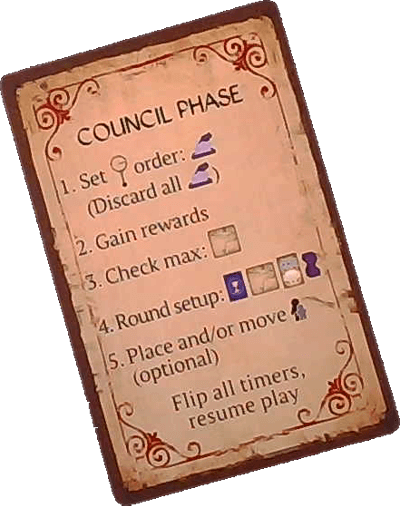 COUNCIL PHASE
1. Set order:
(Discard all )
2. Gain rewards
3. Check max:
4. Round setup:
5. Place and/or move
(optional)
Flip all timers,
resume play